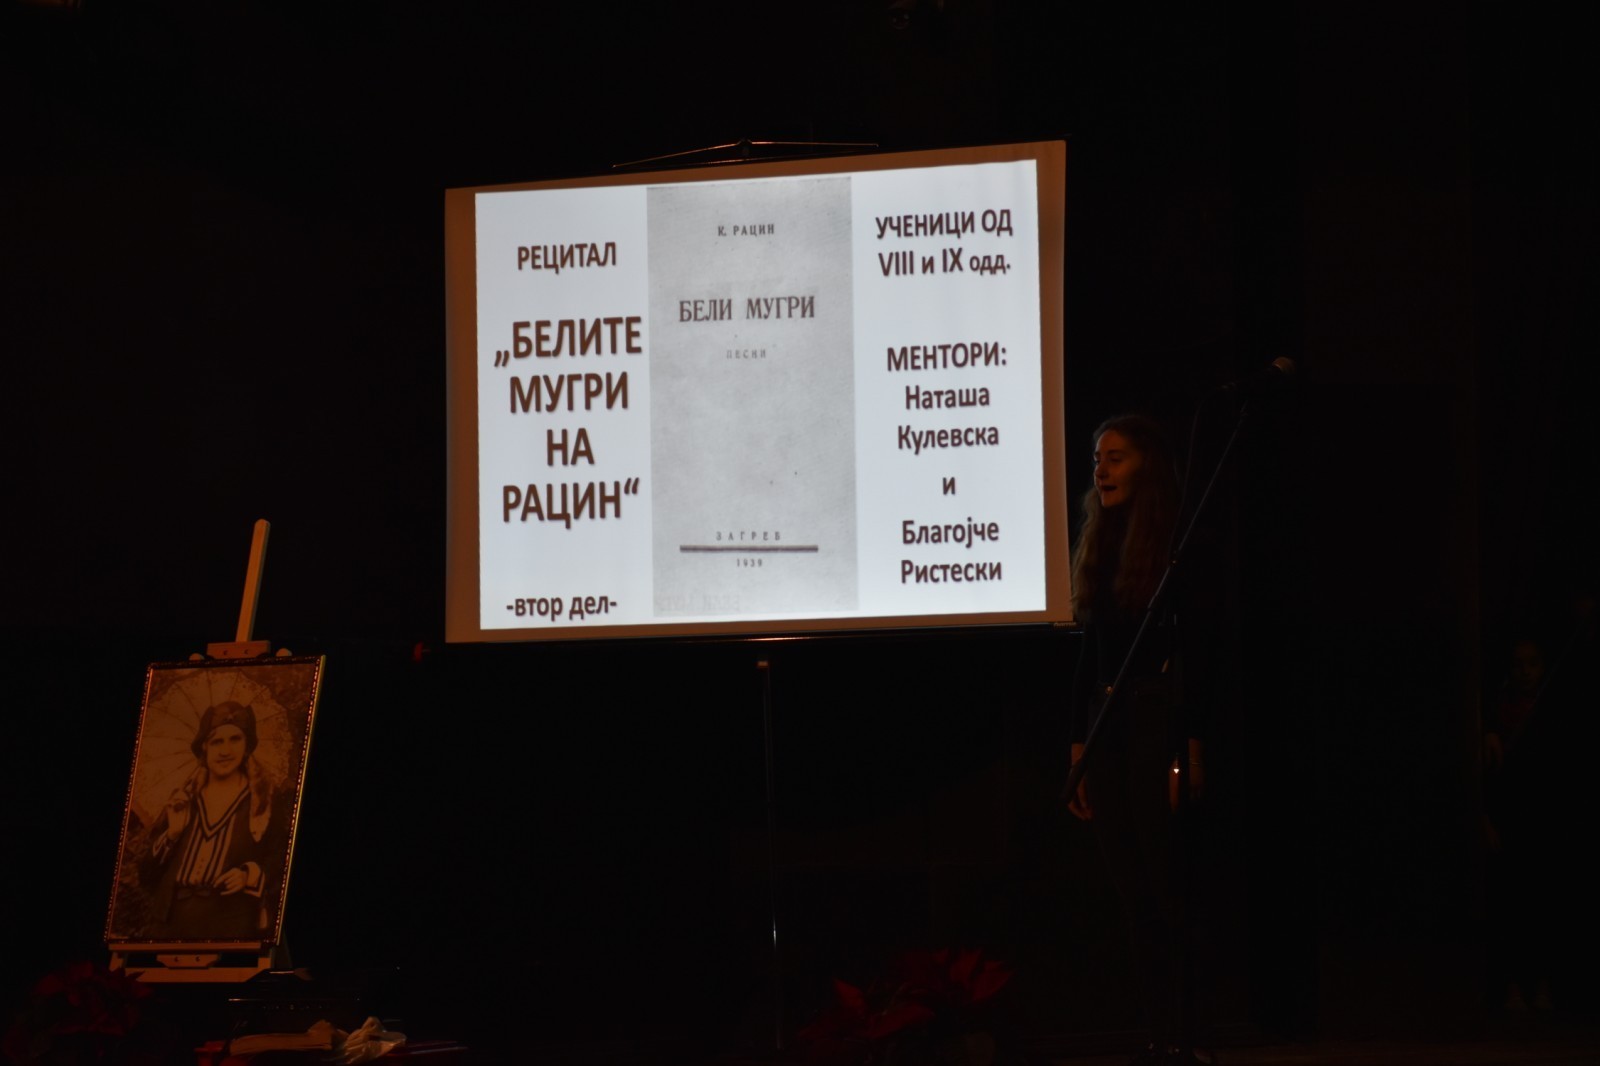 РЕЦИТАЛ
„БЕЛИТЕ
МУГРИ
НА
РАЦИН“
-втор дел-
К. РАЦИН
БЕЛИ МУГРИ
ПЕСНИ
ЗАГРЕБ
1939
УЧЕНИЦИ ОД
VIII и IX одд.
МЕНТОРИ:
Наташа
Кулевска
и
Благојче
Ристески